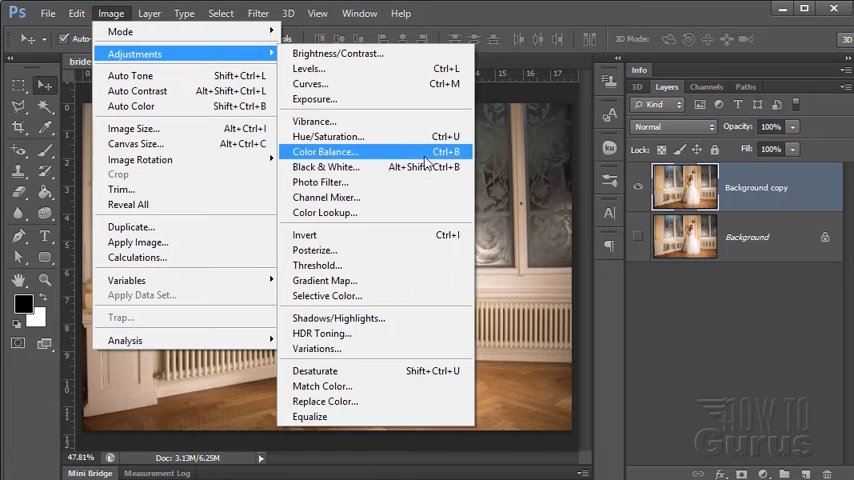 Ps File Edit Image Layer Type Select Filter 3D View Window Help
3D Mode:
bride
Mode
Adjustments
Auto Tone Shift+Ctrl+L
Auto Contrast Alt+Shift+Ctrl+L
Auto Color Shift+Ctrl+B
Image Size... Alt+Ctrl+I
Canvas Size... Alt+Ctrl+C
Image Rotation
Crop
Trim...
Reveal All
Duplicate...
Apply Image...
Calculations...
Variables
Apply Data Set...
Trap...
Analysis
Brightness/Contrast...
Levels... Ctrl+L
Curves... Ctrl+M
Exposure...
Vibrance...
Hue/Saturation... Ctrl+U
Color Balance... Ctrl+B
Black & White... Alt+Shift+Ctrl+B
Photo Filter...
Channel Mixer...
Color Lookup...
Invert Ctrl+I
Posterize...
Threshold...
Gradient Map...
Selective Color...
Shadows/Highlights...
HDR Toning...
Variations...
Desaturate Shift+Ctrl+U
Match Color...
Replace Color...
Equalize
Info
3D Layers Channels Paths
Kind
Normal Opacity: 100%
Lock: Fill: 100%
Background copy
Background
HOW TO
Gurus
47.81% Doc: 3.13M/6.25M
Mini Bridge Measurement Log